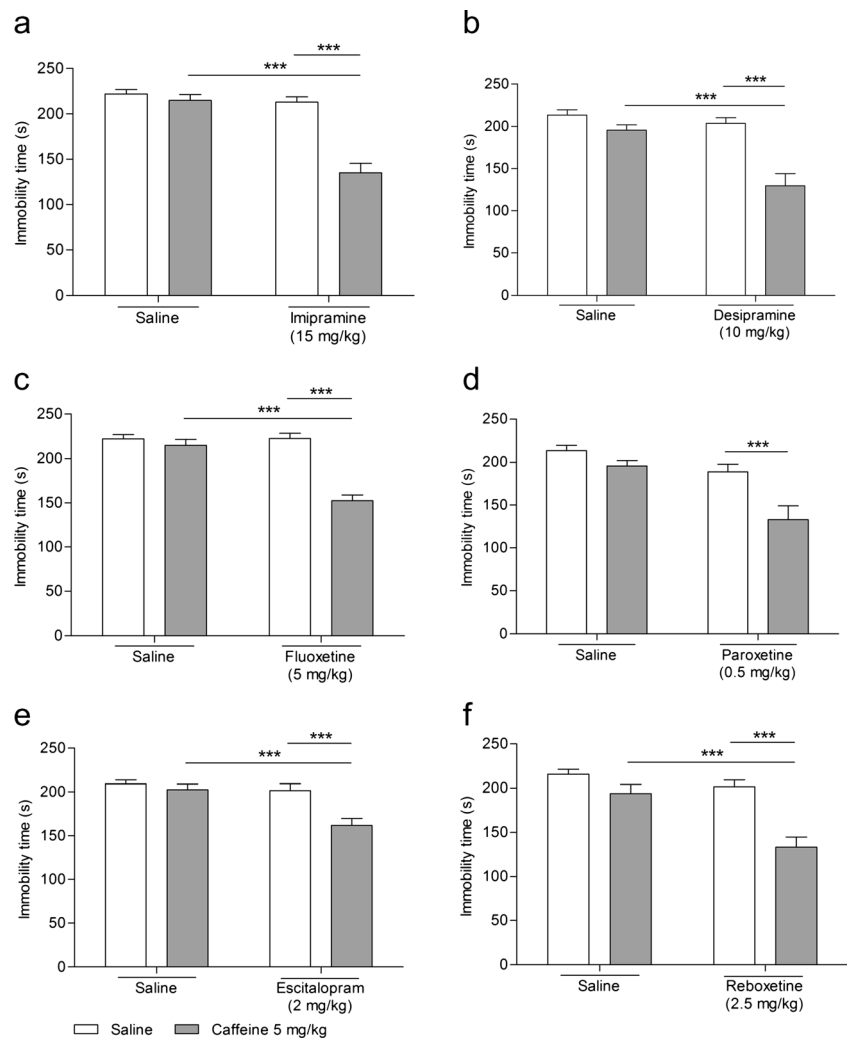 a
***
***
250
200
150
100
50
0
Immobility time (s)
Saline
Imipramine
(15 mg/kg)
b
***
***
250
200
150
100
50
0
Immobility time (s)
Saline
Desipramine
(10 mg/kg)
c
***
***
250
200
150
100
50
0
Immobility time (s)
Saline
Fluoxetine
(5 mg/kg)
d
***
250
200
150
100
50
0
Immobility time (s)
Saline
Paroxetine
(0.5 mg/kg)
e
***
***
250
200
150
100
50
0
Immobility time (s)
Saline
Escitalopram
(2 mg/kg)
f
***
***
250
200
150
100
50
0
Immobility time (s)
Saline
Reboxetine
(2.5 mg/kg)
Saline
Caffeine 5 mg/kg